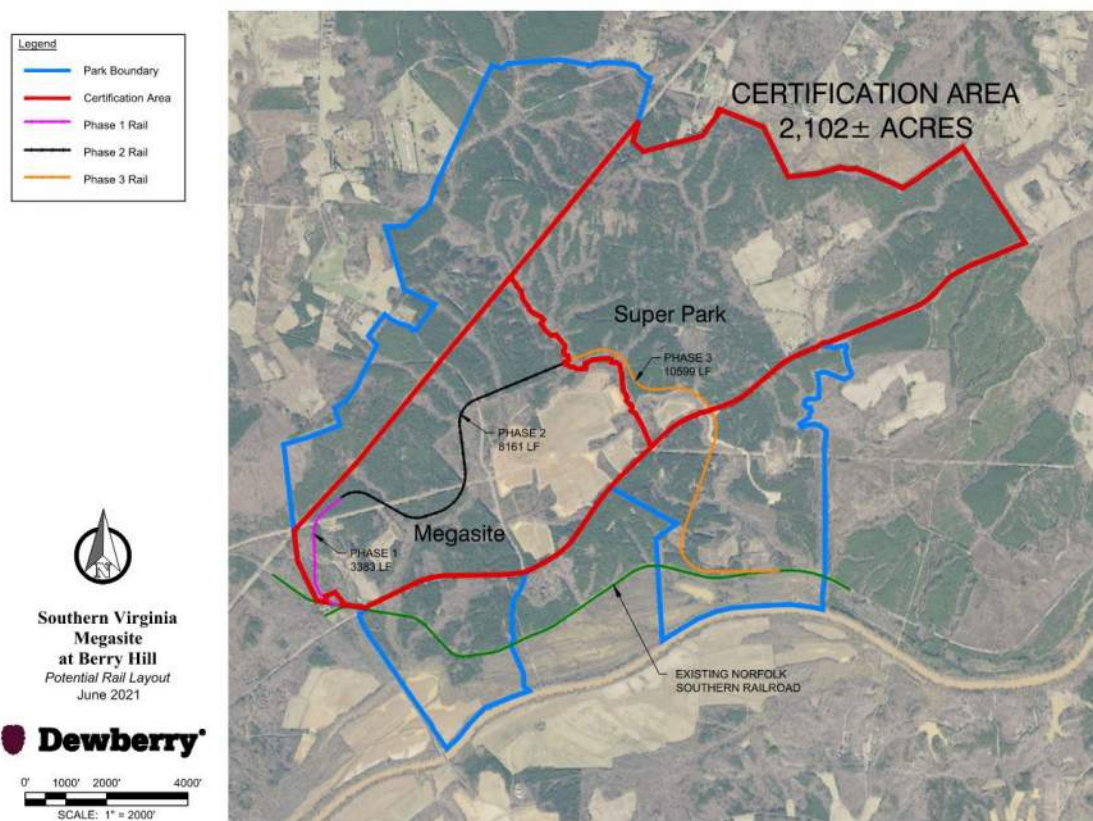 Legend
Park Boundary
Certification Area
Phase 1 Rail
Phase 2 Rail
Phase 3 Rail
CERTIFICATION AREA
2,102± ACRES
Super Park
PHASE 3
10599 LF
PHASE 2
8161 LF
Megasite
PHASE 1
3383 LF
EXISTING NORFOLK
SOUTHERN RAILROAD
N
Southern Virginia
Megasite
at Berry Hill
Potential Rail Layout
June 2021
Dewberry®
0' 1000' 2000' 4000'
SCALE: 1" = 2000'